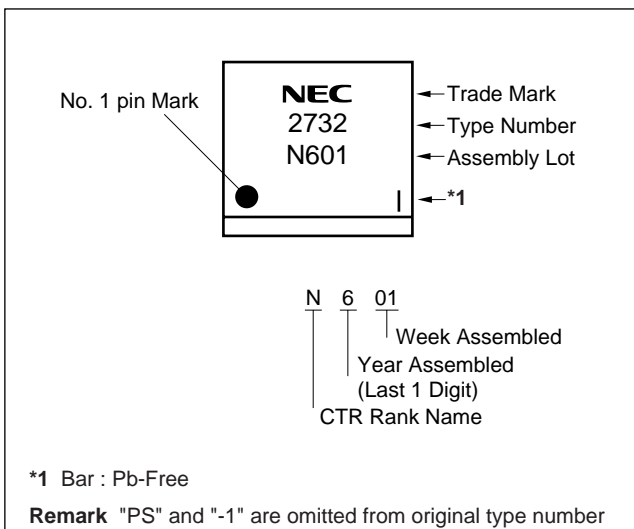 No. 1 pin Mark
NEC
2732
N601
Trade Mark
Type Number
Assembly Lot
*1
N 6 01
Week Assembled
Year Assembled
(Last 1 Digit)
CTR Rank Name
*1 Bar : Pb-Free
Remark "PS" and "-1" are omitted from original type number